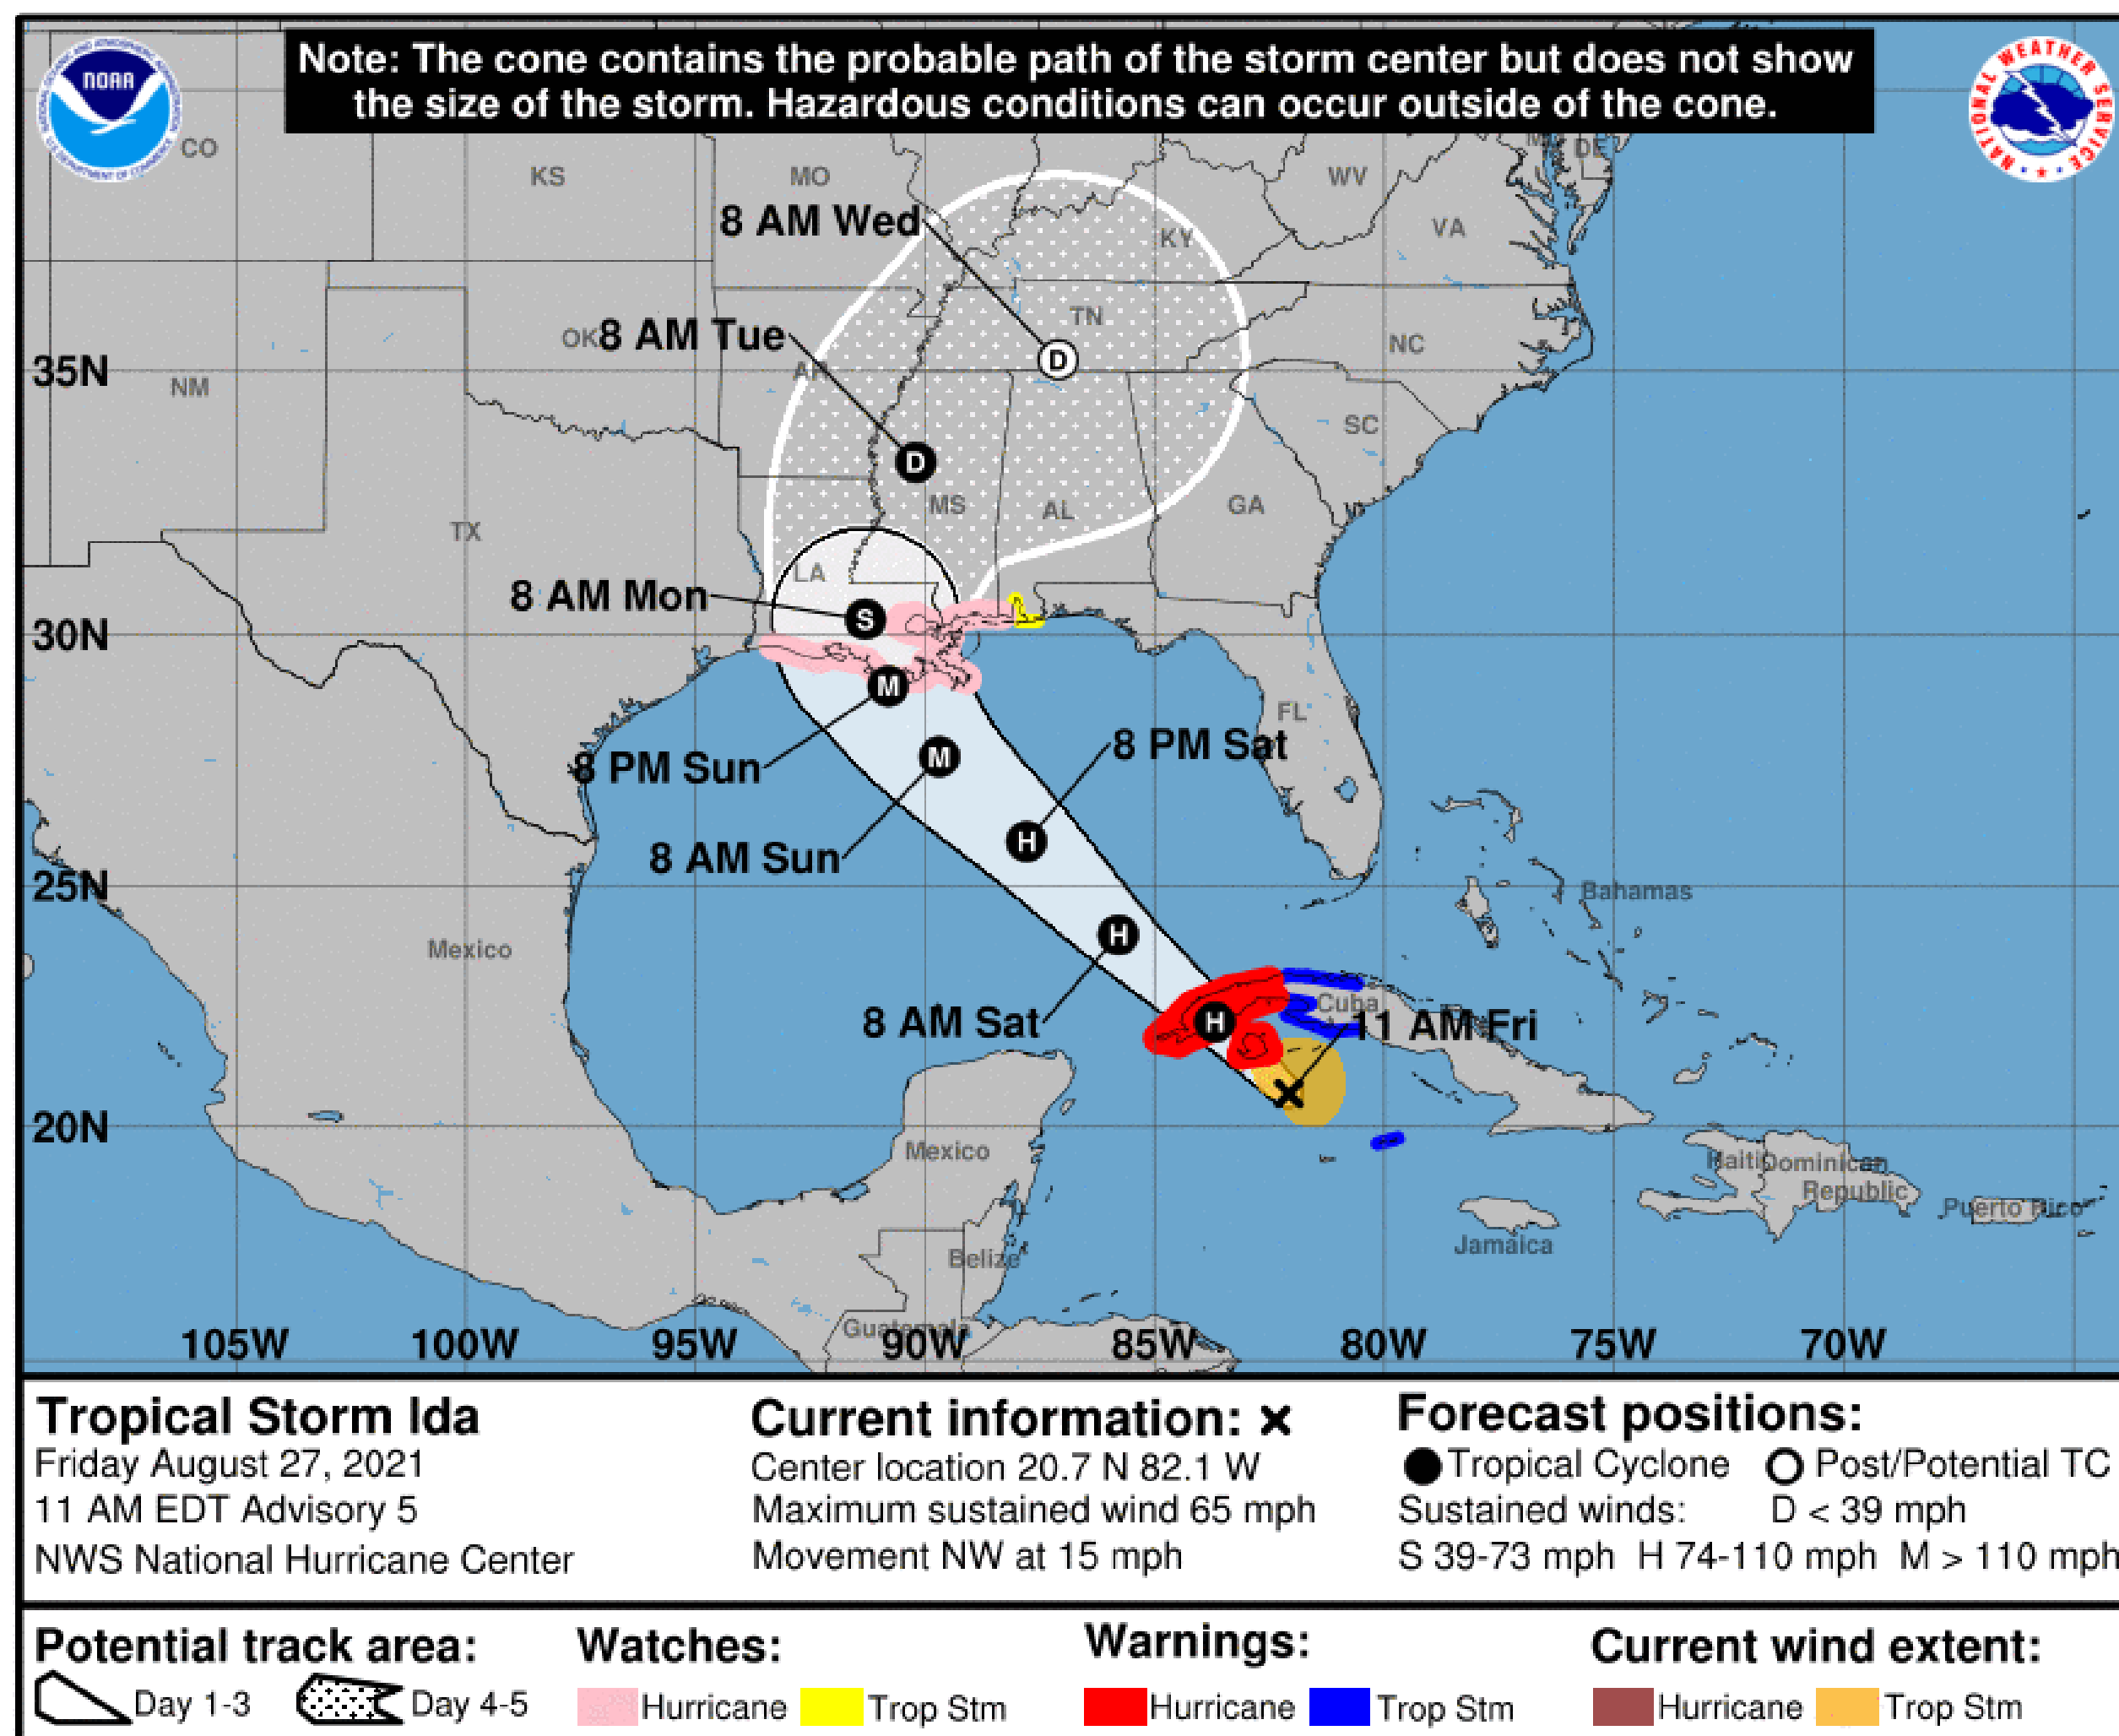 Note: The cone contains the probable path of the storm center but does not show
the size of the storm. Hazardous conditions can occur outside of the cone.
NOAA
NATIONAL WEATHER SERVICE
CO
KS
MO
WV
DE
VA
KY
8 AM Wed
TN
NC
OK
8 AM Tue
AR
35N
NM
D
SC
D
MS
AL
GA
TX
LA
8 AM Mon
S
30N
M
FL
8 PM Sat
8 PM Sun
M
H
8 AM Sun
25N
Bahamas
Mexico
H
Cuba
8 AM Sat
H
11 AM Fri
20N
Mexico
Haiti
Dominican
Republic
Puerto Rico
Jamaica
Belize
Guatemala
105W 100W 95W 90W 85W 80W 75W 70W
Tropical Storm Ida
Friday August 27, 2021
11 AM EDT Advisory 5
NWS National Hurricane Center
Current information: x
Center location 20.7 N 82.1 W
Maximum sustained wind 65 mph
Movement NW at 15 mph
Forecast positions:
Tropical Cyclone Post/Potential TC
Sustained winds: D < 39 mph
S 39-73 mph H 74-110 mph M > 110 mph
Potential track area:
Day 1-3 Day 4-5
Watches:
Hurricane Trop Stm
Warnings:
Hurricane Trop Stm
Current wind extent:
Hurricane Trop Stm